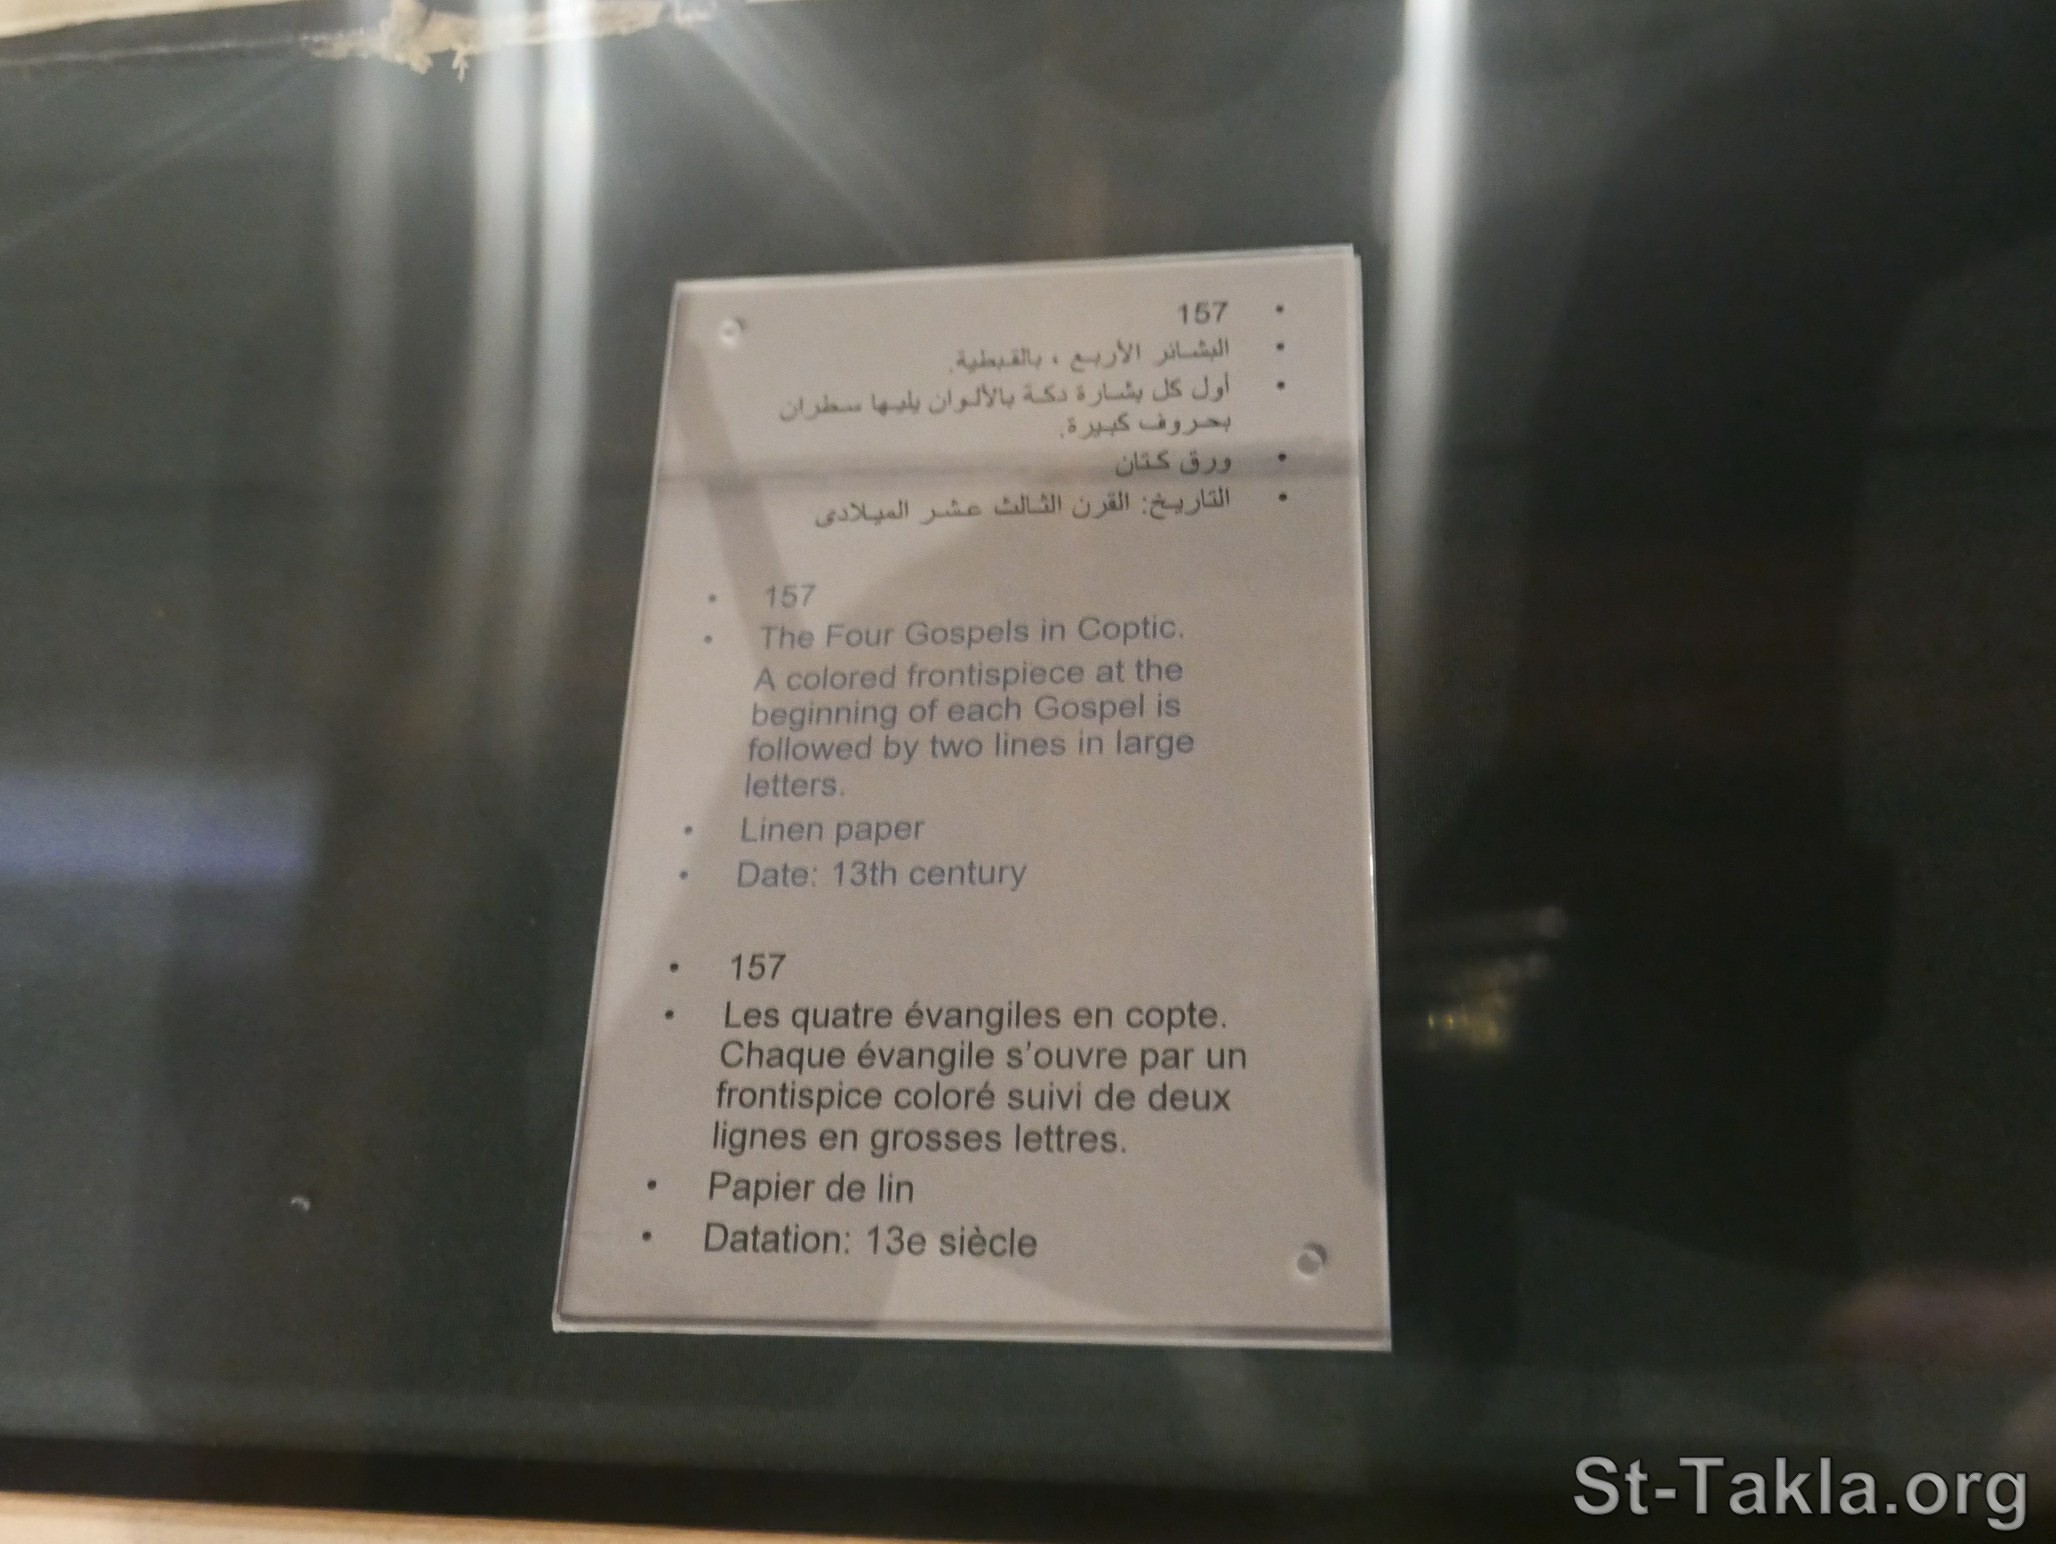 • 157
• البشائر الأربع ، بالقبطية.
• أول كل بشارة دكة بالألوان يليها سطران
بحروف كبيرة.
• ورق كتان
• التاريخ: القرن الثالث عشر الميلادى
• 157
• The Four Gospels in Coptic.
A colored frontispiece at the
beginning of each Gospel is
followed by two lines in large
letters.
• Linen paper
• Date: 13th century
• 157
• Les quatre évangiles en copte.
Chaque évangile s'ouvre par un
frontispice coloré suivi de deux
lignes en grosses lettres.
• Papier de lin
• Datation: 13e siècle
St-Takla.org